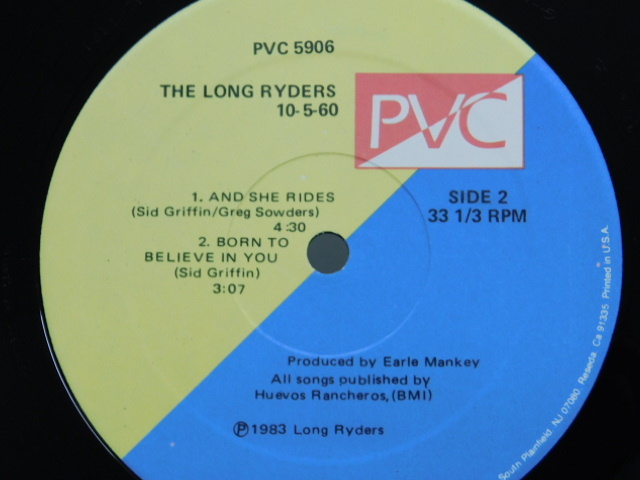 PVC 5906
THE LONG RYDERS
10-5-60
PVC
SIDE 2
33 1/3 RPM
1. AND SHE RIDES
(Sid Griffin/Greg Sowders)
4:30
2. BORN TO
BELIEVE IN YOU
(Sid Griffin)
3:07
Produced by Earle Mankey
All songs published by
Huevos Rancheros, (BMI)
Ⓟ1983 Long Ryders
South Plainfield, NJ 07080 Reseda Ca 91335 Printed in U.S.A.